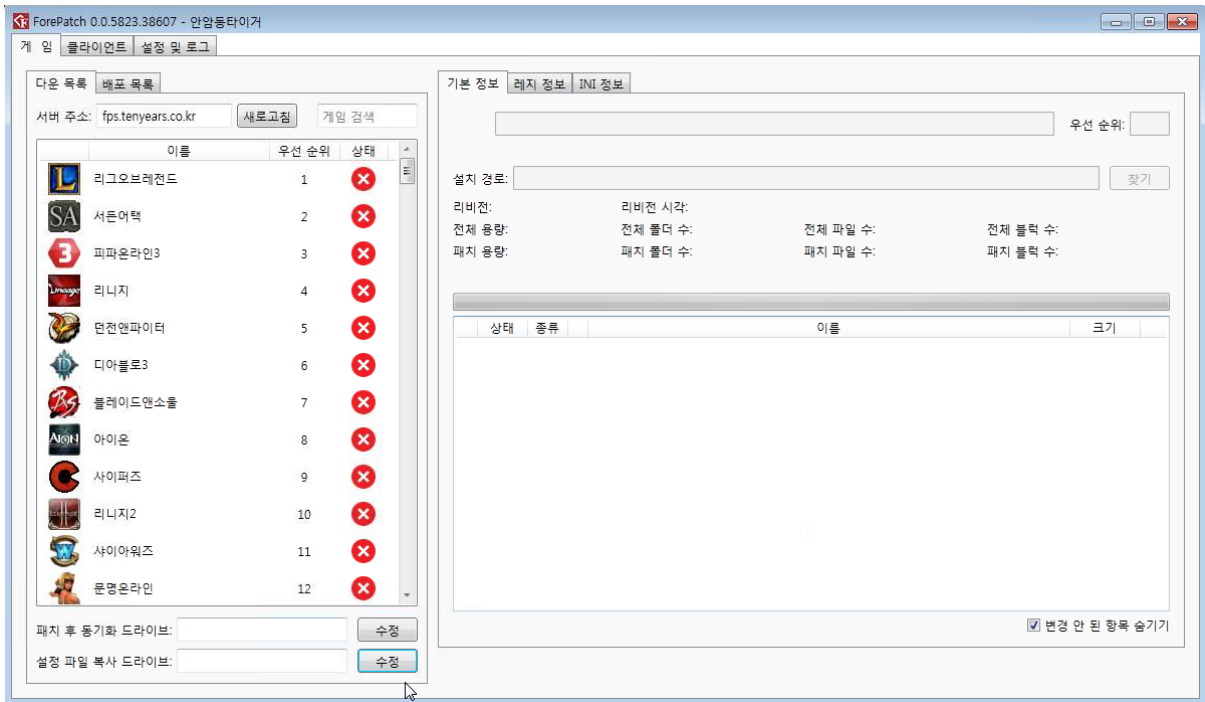 ForePatch 0.0.5823.38607 - 안암동타이거
게 임 클라이언트 설정 및 로그
다운 목록 배포 목록
서버 주소: fps.tenyears.co.kr 새로고침 게임 검색
이름 우선 순위 상태
리그오브레전드 1
SA 서든어택 2
3 피파온라인3 3
Lineage 리니지 4
던전앤파이터 5
D 디아블로3 6
BS 블레이드앤소울 7
AION 아이온 8
사이퍼즈 9
리니지2 10
W 샤이아워즈 11
문명온라인 12
패치 후 동기화 드라이브: 수정
설정 파일 복사 드라이브: 수정
기본 정보 레지 정보 INI 정보
우선 순위:
설치 경로: 찾기
리비전: 리비전 시각:
전체 용량: 전체 폴더 수: 전체 파일 수: 전체 블럭 수:
패치 용량: 패치 폴더 수: 패치 파일 수: 패치 블럭 수:
상태 종류 이름 크기
변경 안 된 항목 숨기기